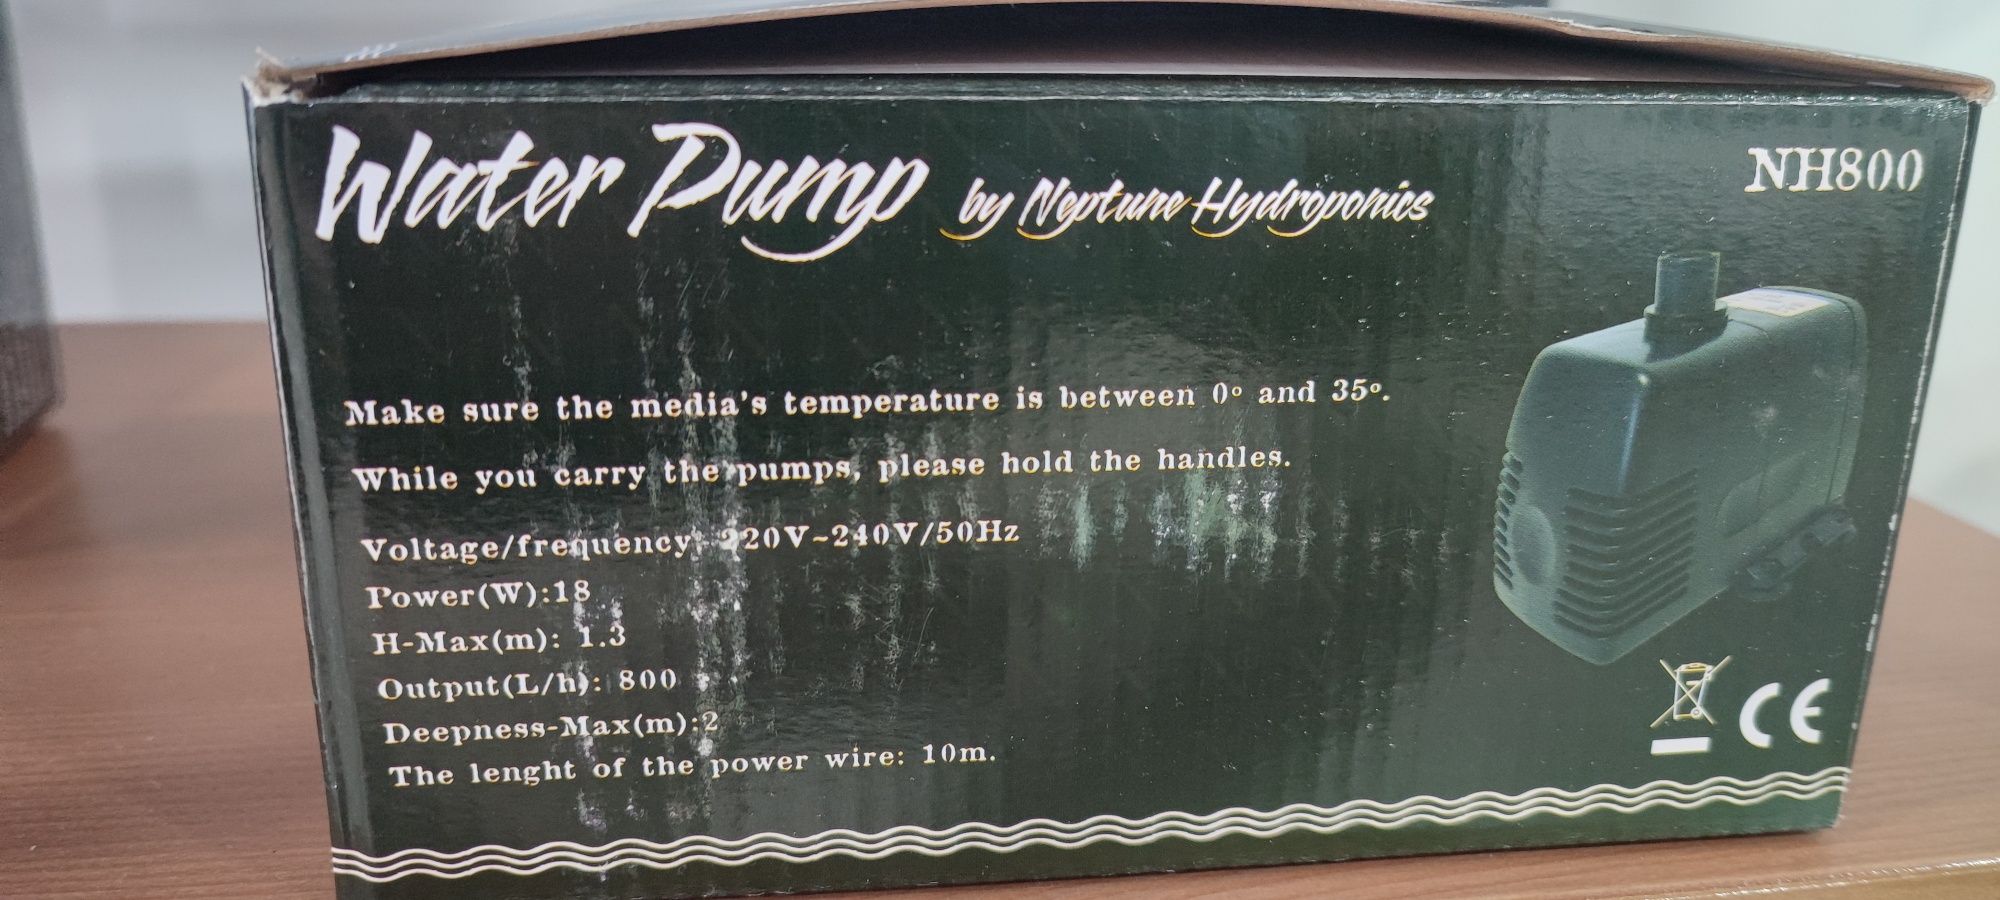 Water Pump by Neptune Hydroponics
NH800
Make sure the media's temperature is between 0° and 35°.
While you carry the pumps, please hold the handles.
Voltage/frequency: 220V~240V/50Hz
Power(W):18
H-Max(m): 1.3
Output(L/h): 800
Deepness-Max(m):2
The lenght of the power wire: 10m.
CE